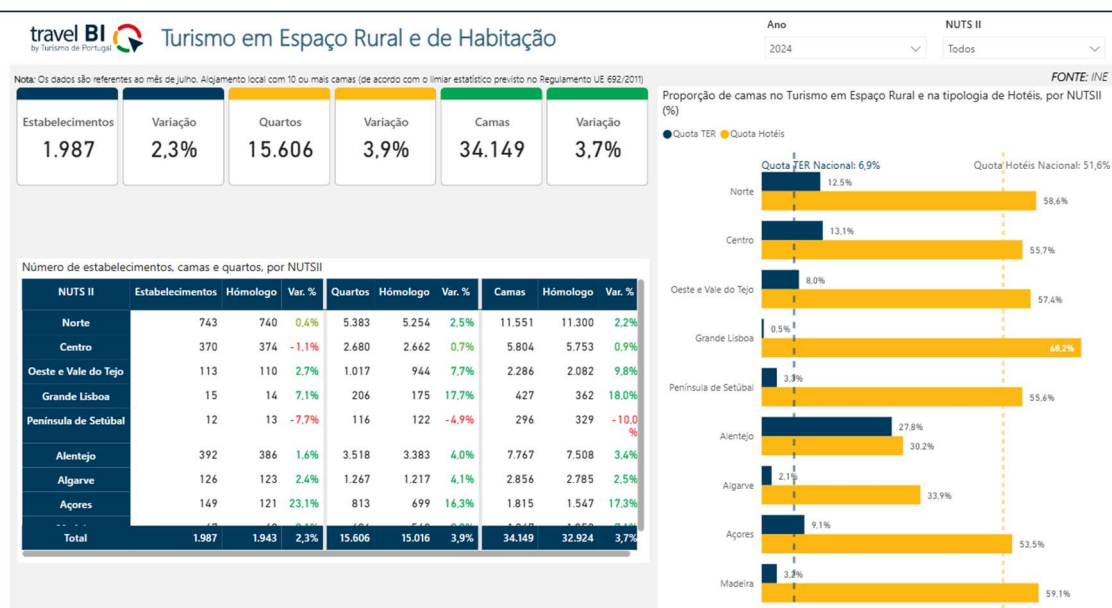 travel BI
by Turismo de Portugal
Turismo em Espaço Rural e de Habitação
Ano
2024
NUTS II
Todos
Nota: Os dados são referentes ao mês de julho. Alojamento local com 10 ou mais camas (de acordo com o limiar estatístico previsto no Regulamento UE 692/2011)
FONTE: INE
Estabelecimentos
1.987
Variação
2,3%
Quartos
15.606
Variação
3,9%
Camas
34.149
Variação
3,7%
Número de estabelecimentos, camas e quartos, por NUTSII
NUTS II Estabelecimentos Hómologo Var. % Quartos Hómologo Var. % Camas Hómologo Var. %
Norte 743 740 0,4% 5.383 5.254 2,5% 11.551 11.300 2,2%
Centro 370 374 -1,1% 2.680 2.662 0,7% 5.804 5.753 0,9%
Oeste e Vale do Tejo 113 110 2,7% 1.017 944 7,7% 2.286 2.082 9,8%
Grande Lisboa 15 14 7,1% 206 175 17,7% 427 362 18,0%
Península de Setúbal 12 13 -7,7% 116 122 -4,9% 296 329 -10,0
%
Alentejo 392 386 1,6% 3.518 3.383 4,0% 7.767 7.508 3,4%
Algarve 126 123 2,4% 1.267 1.217 4,1% 2.856 2.785 2,5%
Açores 149 121 23,1% 813 699 16,3% 1.815 1.547 17,3%
Total 1.987 1.943 2,3% 15.606 15.016 3,9% 34.149 32.924 3,7%
Proporção de camas no Turismo em Espaço Rural e na tipologia de Hotéis, por NUTSII
(%)
Quota TER Quota Hotéis
Quota TER Nacional: 6,9%
Quota Hotéis Nacional: 51,6%
Norte
12,5%
58,6%
Centro
13,1%
55,7%
Oeste e Vale do Tejo
8,0%
57,4%
Grande Lisboa
0,5%
68,2%
Península de Setúbal
3,3%
55,6%
Alentejo
27,8%
30,2%
Algarve
2,1%
33,9%
Açores
9,1%
53,5%
Madeira
3,2%
59,1%